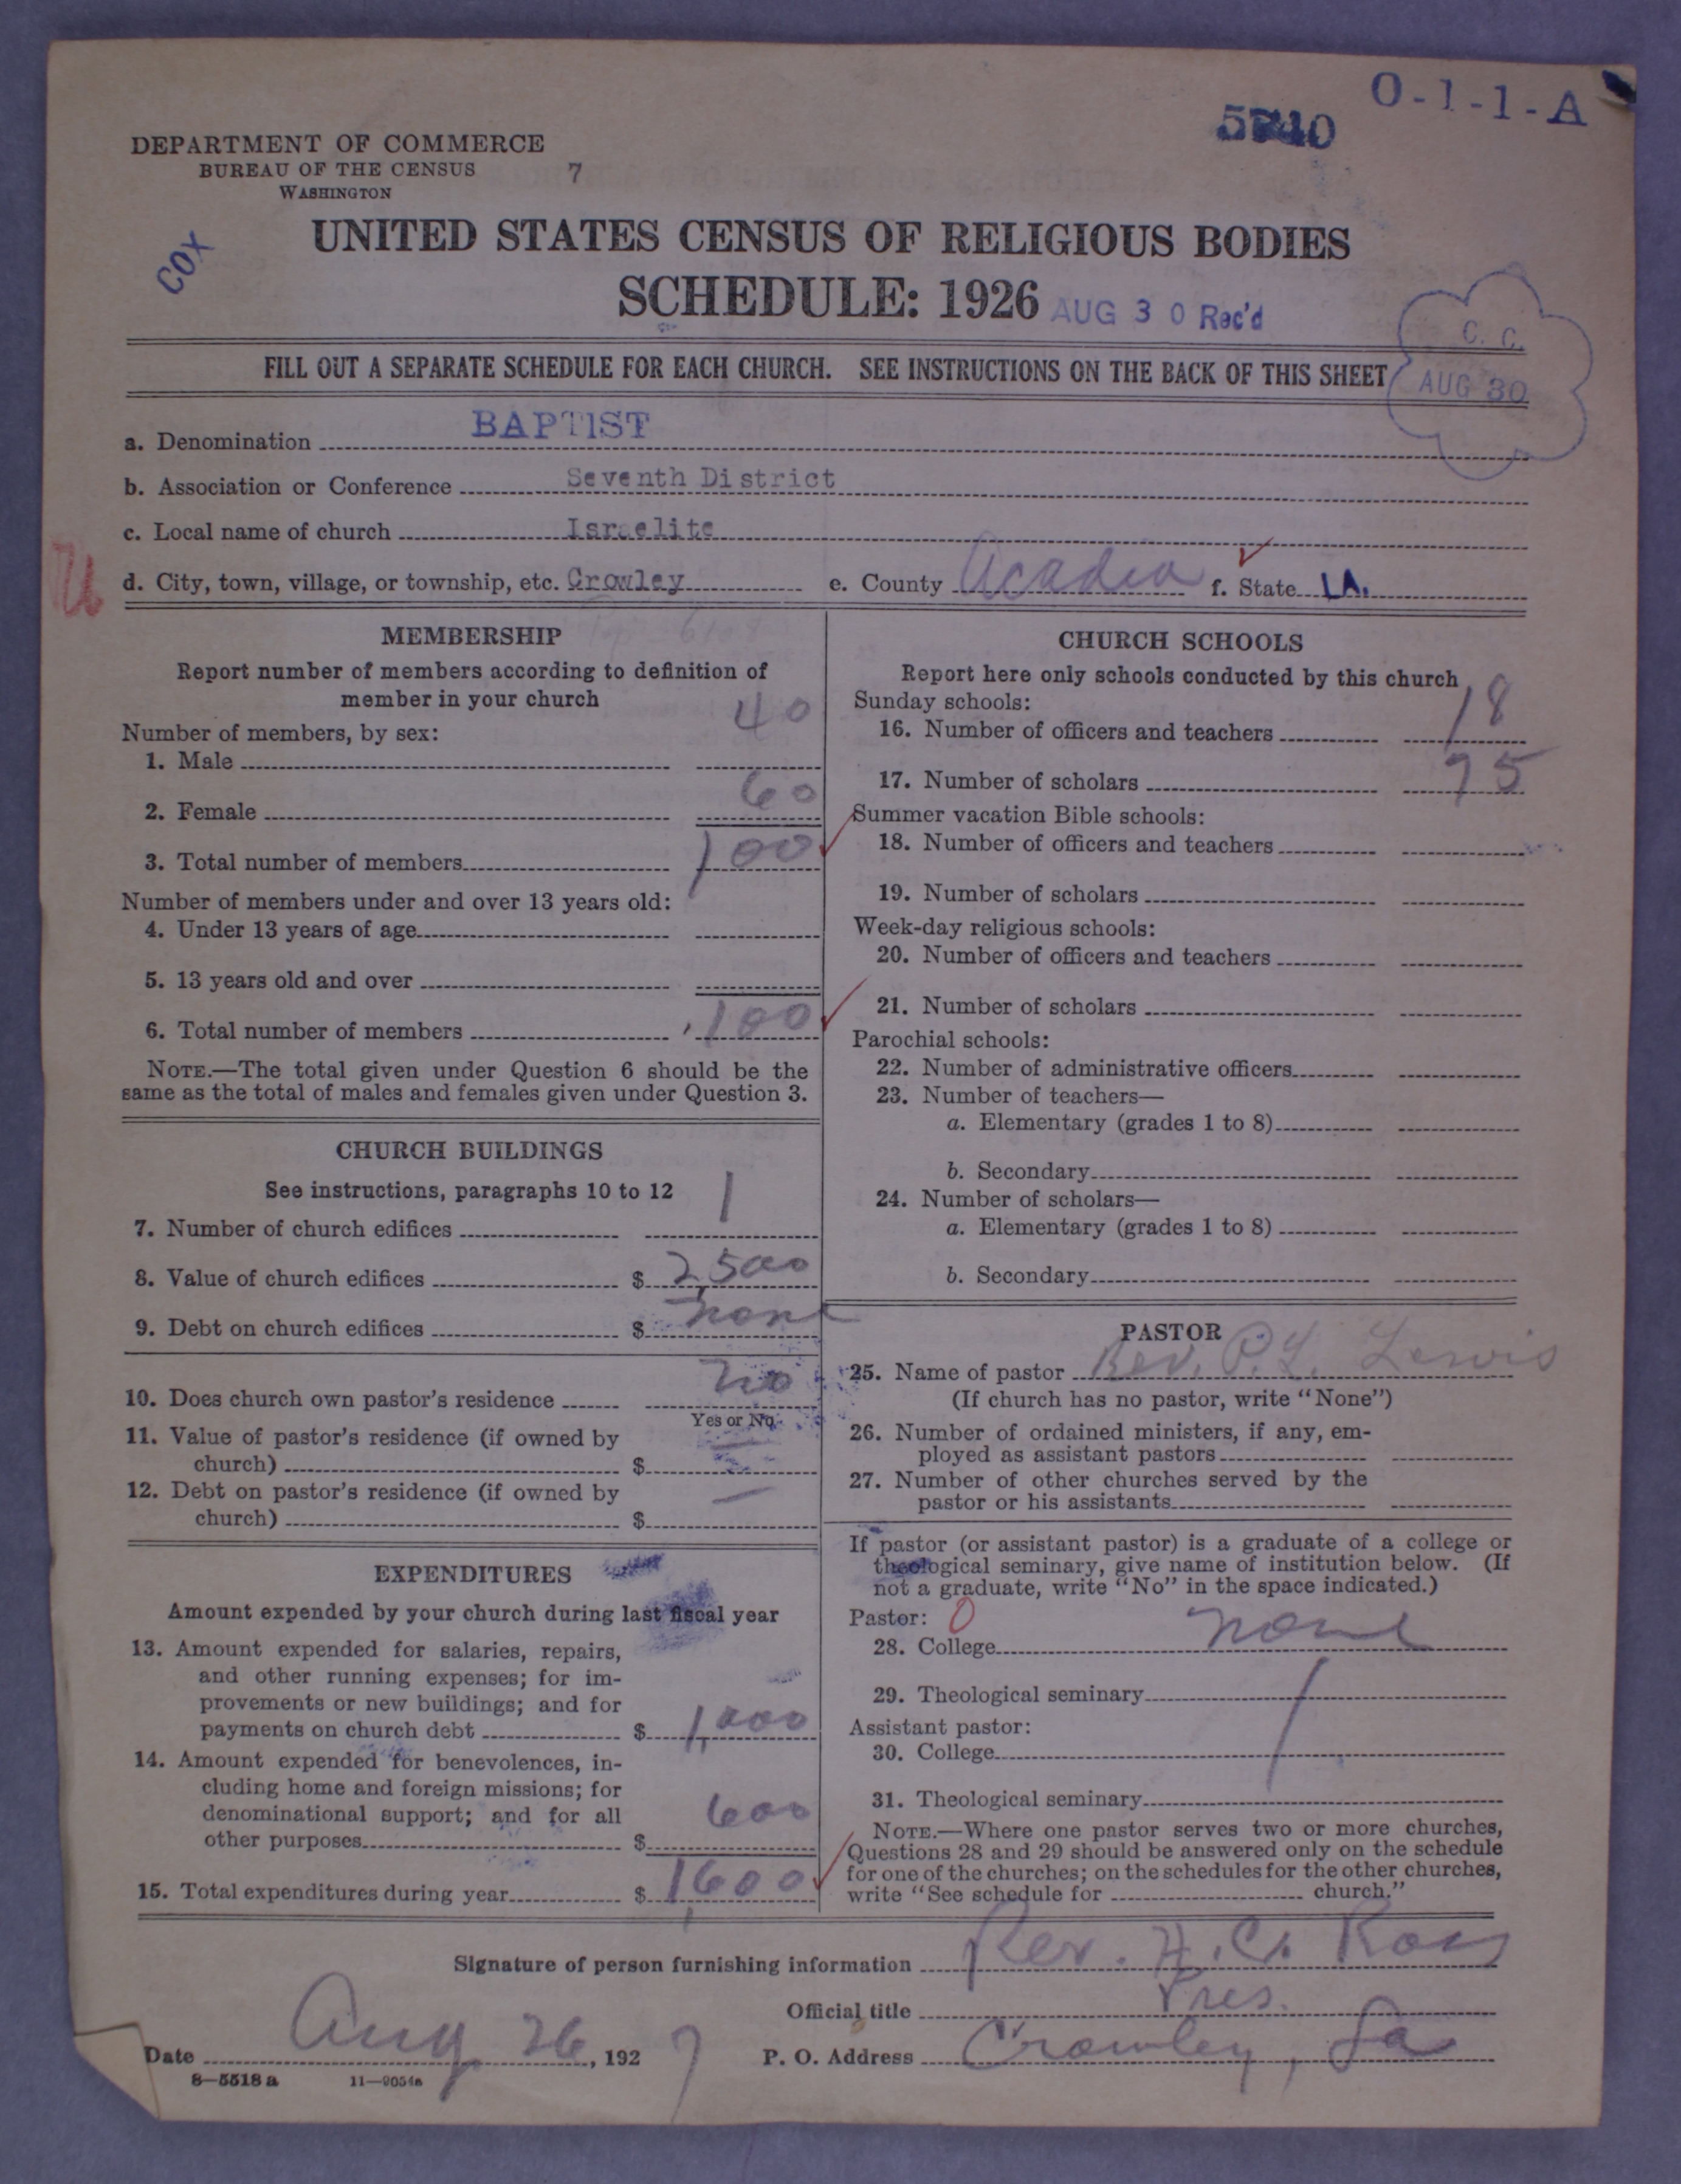 O-1-1-A
DEPARTMENT OF COMMERCE
BUREAU OF THE CENSUS
WASHINGTON
7
COX
UNITED STATES CENSUS OF RELIGIOUS BODIES
SCHEDULE: 1926 AUG 30 Rec'd
C. C.
AUG 30
FILL OUT A SEPARATE SCHEDULE FOR EACH CHURCH. SEE INSTRUCTIONS ON THE BACK OF THIS SHEET
a. Denomination BAPTIST
b. Association or Conference Seventh District
c. Local name of church Israelite
d. City, town, village, or township, etc. Crowley e. County Acadia f. State LA.
MEMBERSHIP
Report number of members according to definition of
member in your church
Number of members, by sex:
1. Male 40
2. Female 60
3. Total number of members 100
Number of members under and over 13 years old:
4. Under 13 years of age
5. 13 years old and over
6. Total number of members 100
NOTE.—The total given under Question 6 should be the
same as the total of males and females given under Question 3.
CHURCH BUILDINGS
See instructions, paragraphs 10 to 12
7. Number of church edifices 1
8. Value of church edifices $ 2,500
9. Debt on church edifices $ none
10. Does church own pastor's residence no
Yes or No
11. Value of pastor's residence (if owned by
church) $ —
12. Debt on pastor's residence (if owned by
church) $ —
EXPENDITURES
Amount expended by your church during last fiscal year
13. Amount expended for salaries, repairs,
and other running expenses; for im-
provements or new buildings; and for
payments on church debt $ 1,000
14. Amount expended for benevolences, in-
cluding home and foreign missions; for
denominational support; and for all
other purposes $ 600
15. Total expenditures during year $ 1600
CHURCH SCHOOLS
Report here only schools conducted by this church
Sunday schools:
16. Number of officers and teachers 18
17. Number of scholars 75
Summer vacation Bible schools:
18. Number of officers and teachers
19. Number of scholars
Week-day religious schools:
20. Number of officers and teachers
21. Number of scholars
Parochial schools:
22. Number of administrative officers
23. Number of teachers—
a. Elementary (grades 1 to 8)
b. Secondary
24. Number of scholars—
a. Elementary (grades 1 to 8)
b. Secondary
PASTOR
25. Name of pastor Rev. P. L. Lewis
(If church has no pastor, write "None")
26. Number of ordained ministers, if any, em-
ployed as assistant pastors
27. Number of other churches served by the
pastor or his assistants
If pastor (or assistant pastor) is a graduate of a college or
theological seminary, give name of institution below. (If
not a graduate, write "No" in the space indicated.)
Pastor: 0
28. College none
29. Theological seminary
Assistant pastor:
30. College
31. Theological seminary
NOTE.—Where one pastor serves two or more churches,
Questions 28 and 29 should be answered only on the schedule
for one of the churches; on the schedules for the other churches,
write "See schedule for church."
Signature of person furnishing information Rev. H. C. Ross
Official title Pres.
Date Aug 26, 1927 P. O. Address Crowley, La
8—5518a 11—9054a